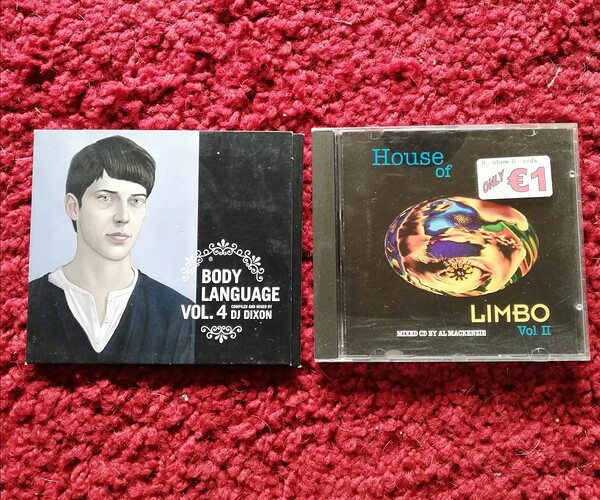 BODY
LANGUAGE
VOL. 4 COMPILED AND MIXED BY
DJ DIXON
House
of
ONLY €1
LiMBO
Vol II
MIXED CD BY AL MACKENZIE